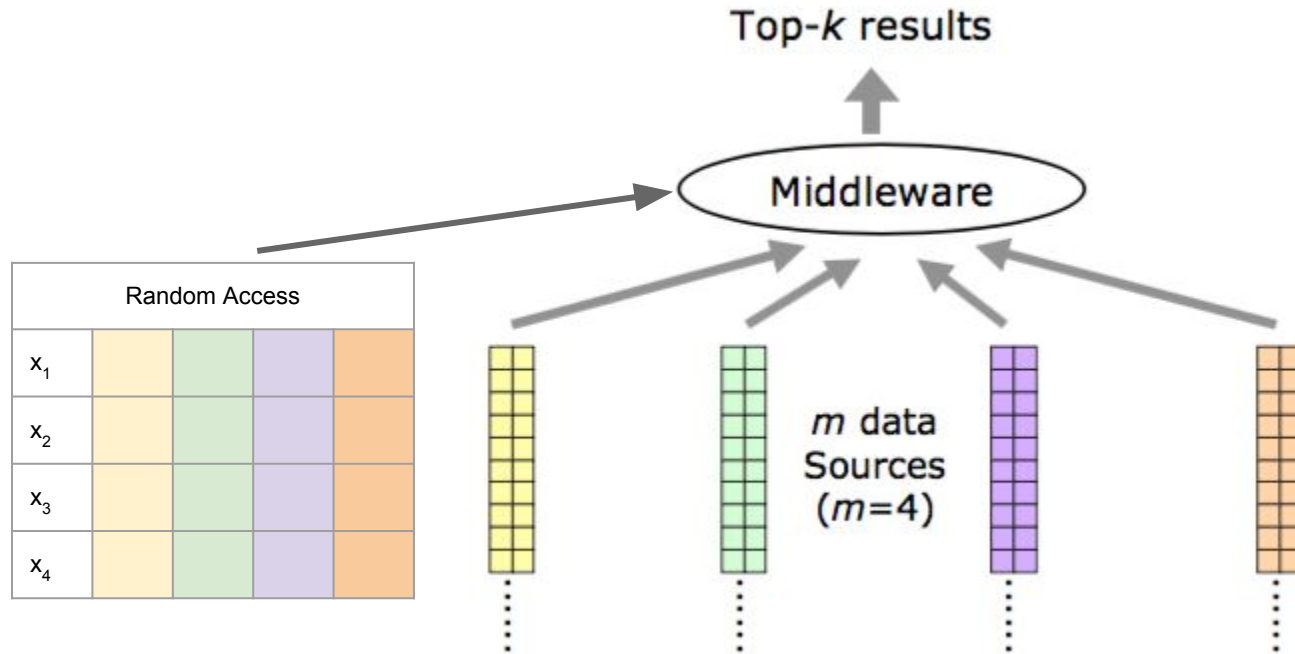 Top-k results
Middleware
Random Access
x₁
x₂
x₃
x₄
m data
Sources
(m=4)